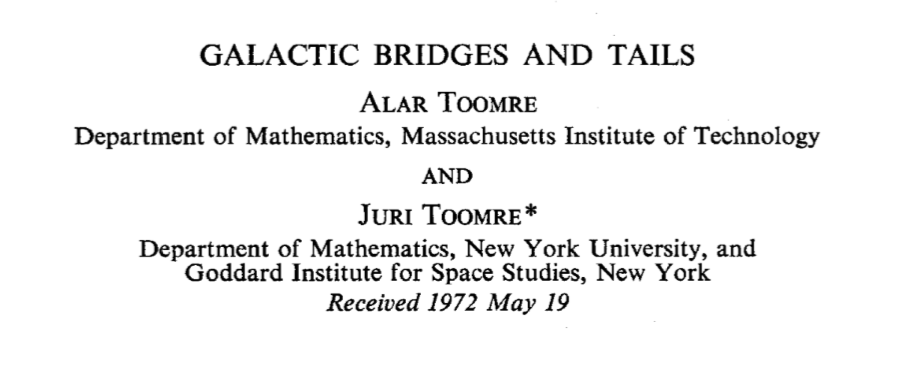 GALACTIC BRIDGES AND TAILS
ALAR TOOMRE
Department of Mathematics, Massachusetts Institute of Technology
AND
JURI TOOMRE*
Department of Mathematics, New York University, and
Goddard Institute for Space Studies, New York
Received 1972 May 19